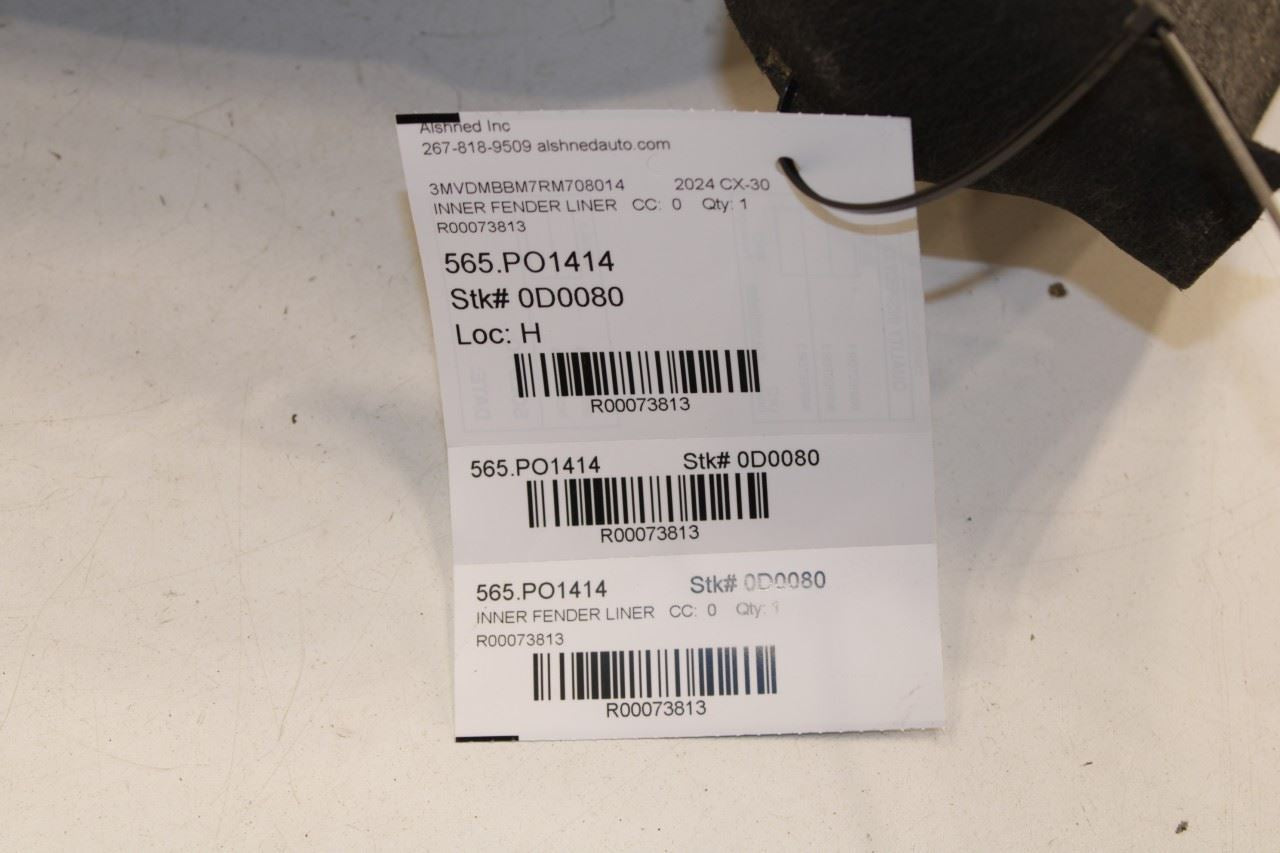 Alshned Inc
267-818-9509 alshnedauto.com
3MVDMBBM7RM708014 2024 CX-30
INNER FENDER LINER CC: 0 Qty: 1
R00073813
565.PO1414
Stk# 0D0080
Loc: H
R00073813
565.PO1414 Stk# 0D0080
R00073813
565.PO1414 Stk# 0D0080
INNER FENDER LINER CC: 0 Qty: 1
R00073813
R00073813